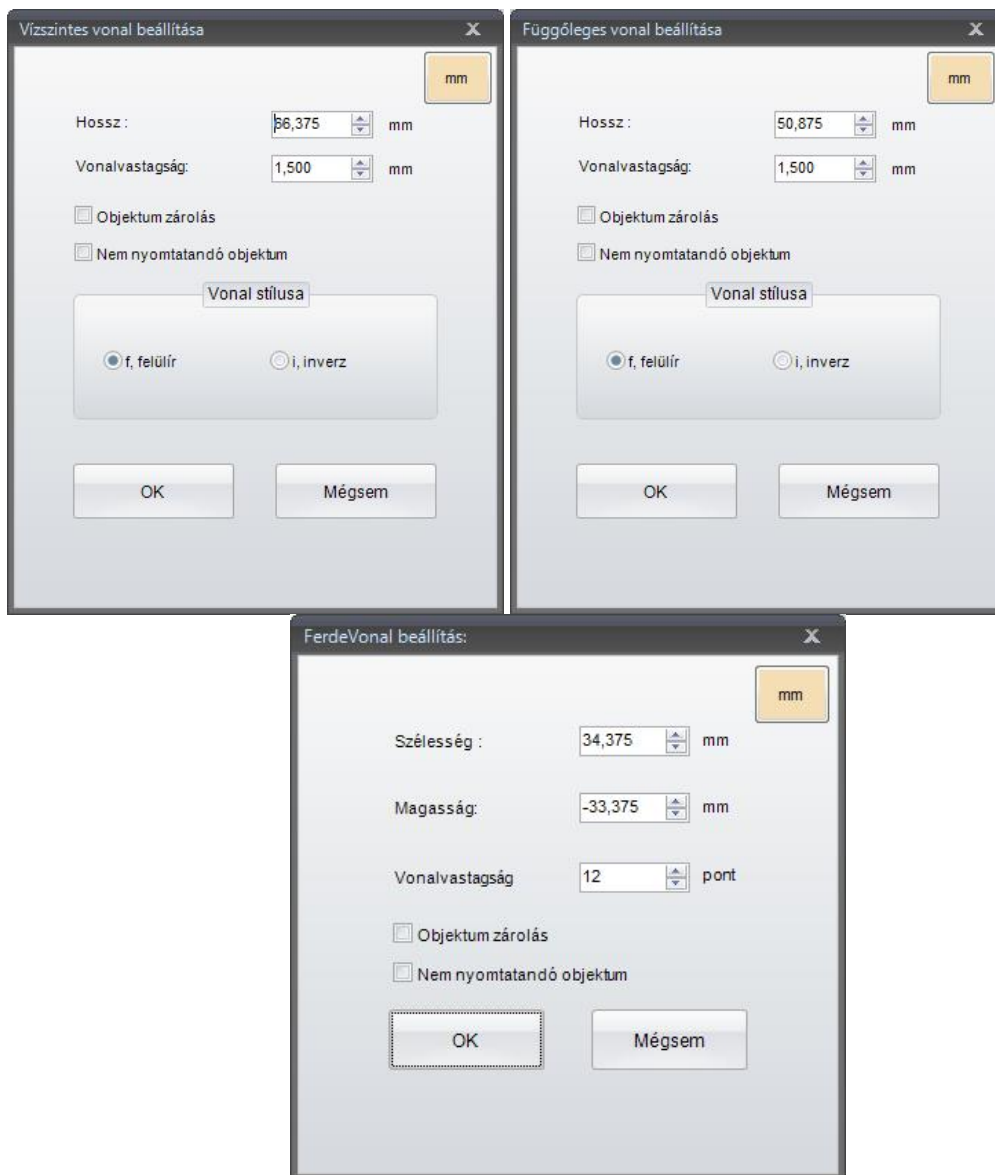 Vízszintes vonal beállítása X
mm
Hossz : 66,375 mm
Vonalvastagság: 1,500 mm
Objektum zárolás
Nem nyomtatandó objektum
Vonal stílusa
f, felülír i, inverz
OK Mégsem
Függőleges vonal beállítása X
mm
Hossz : 50,875 mm
Vonalvastagság: 1,500 mm
Objektum zárolás
Nem nyomtatandó objektum
Vonal stílusa
f, felülír i, inverz
OK Mégsem
FerdeVonal beállítás: X
mm
Szélesség : 34,375 mm
Magasság: -33,375 mm
Vonalvastagság 12 pont
Objektum zárolás
Nem nyomtatandó objektum
OK Mégsem